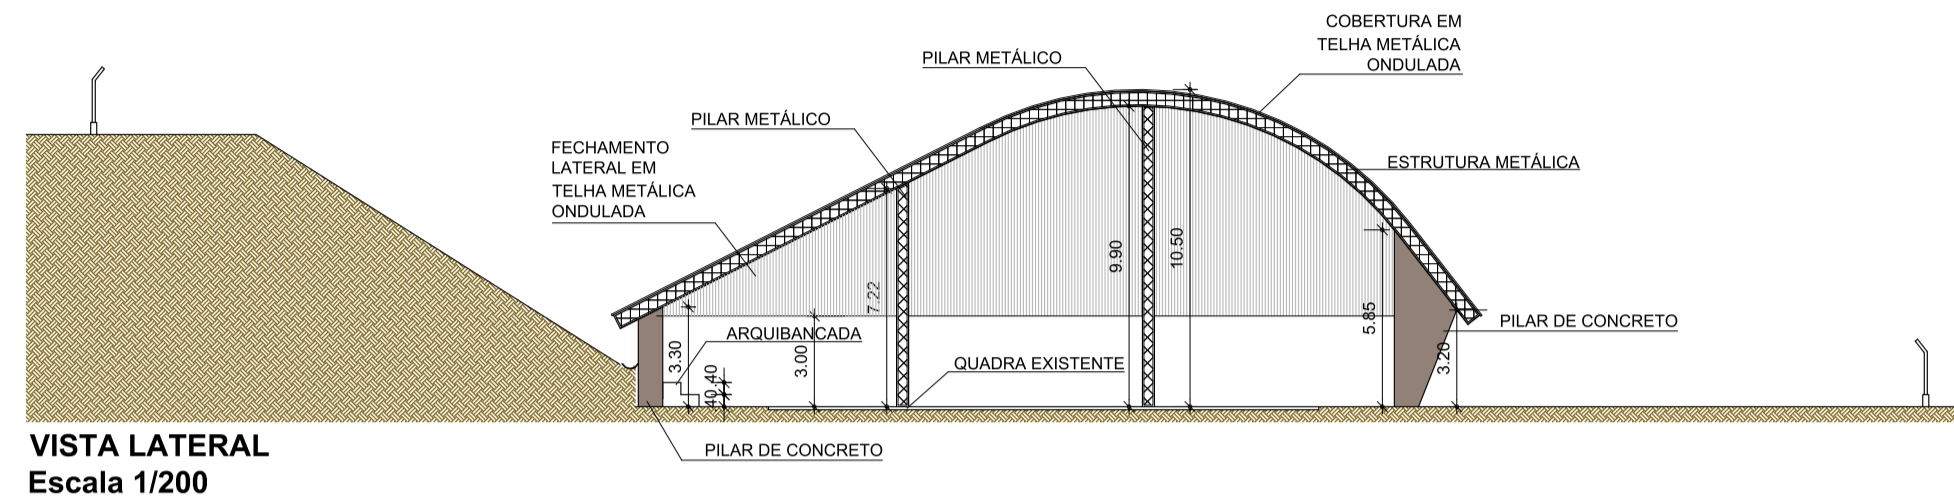 COBERTURA EM
TELHA METÁLICA
ONDULADA
PILAR METÁLICO
PILAR METÁLICO
FECHAMENTO
LATERAL EM
TELHA METÁLICA
ONDULADA
ESTRUTURA METÁLICA
9.90
10.50
7.22
5.85
3.30
3.00
3.20
.40
.40
ARQUIBANCADA
QUADRA EXISTENTE
PILAR DE CONCRETO
PILAR DE CONCRETO
VISTA LATERAL
Escala 1/200